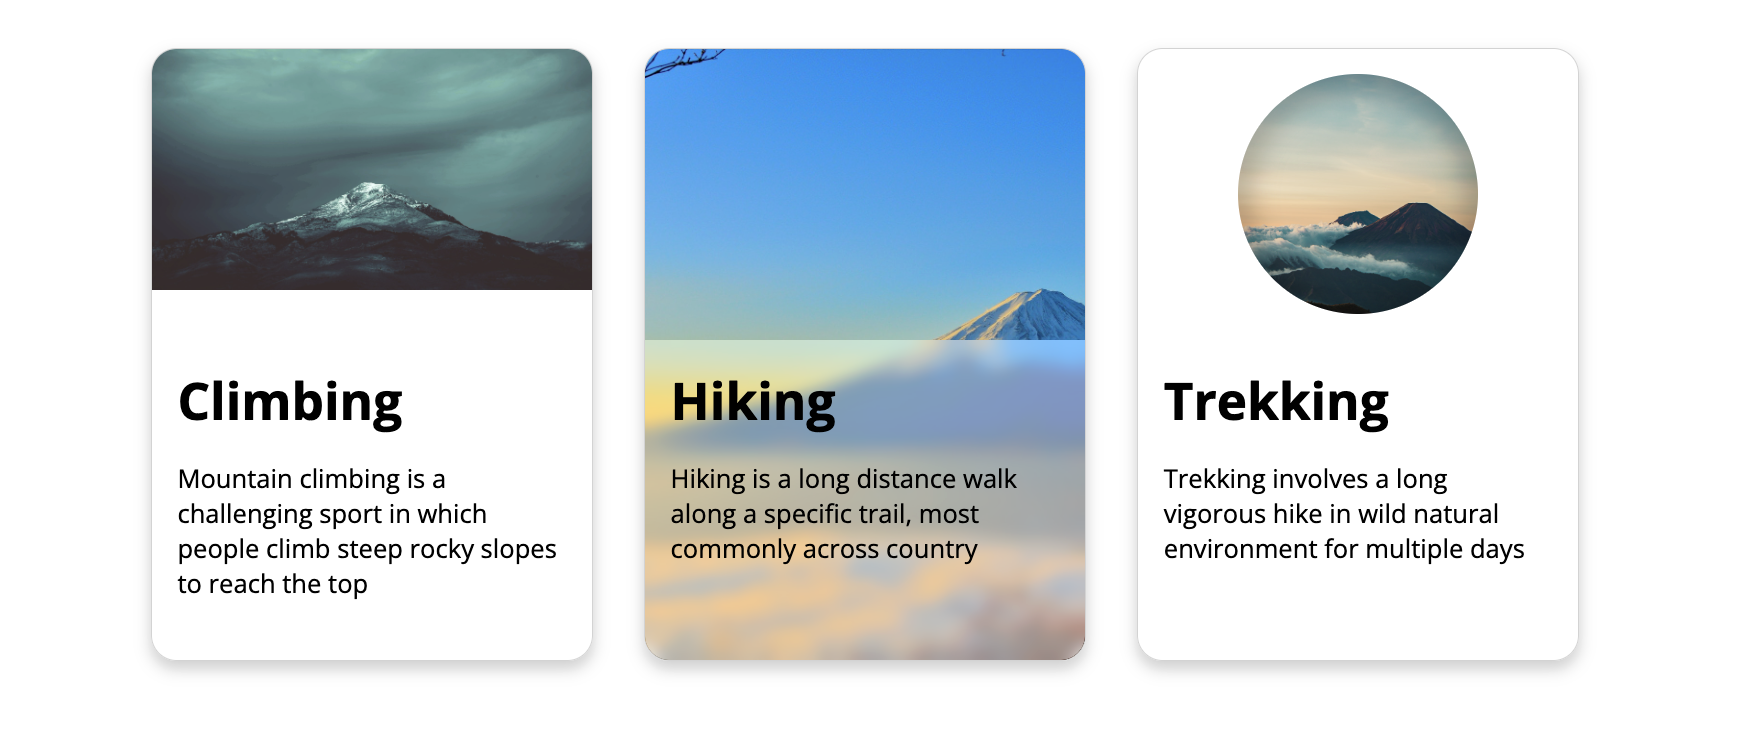 Climbing
Mountain climbing is a
challenging sport in which
people climb steep rocky slopes
to reach the top
Hiking
Hiking is a long distance walk
along a specific trail, most
commonly across country
Trekking
Trekking involves a long
vigorous hike in wild natural
environment for multiple days